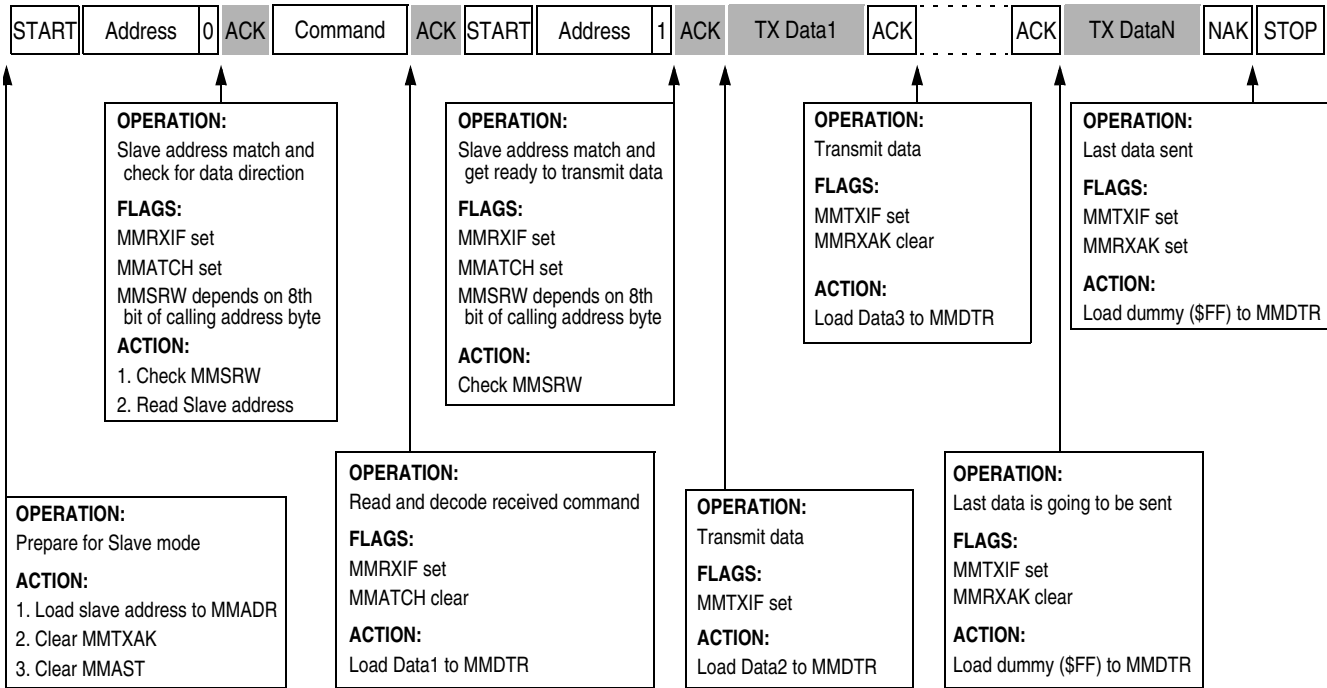 START Address 0 ACK Command ACK START Address 1 ACK TX Data1 ACK ACK TX DataN NAK STOP
OPERATION:
Slave address match and
check for data direction
FLAGS:
MMRXIF set
MMATCH set
MMSRW depends on 8th
bit of calling address byte
ACTION:
1. Check MMSRW
2. Read Slave address
OPERATION:
Slave address match and
get ready to transmit data
FLAGS:
MMRXIF set
MMATCH set
MMSRW depends on 8th
bit of calling address byte
ACTION:
Check MMSRW
OPERATION:
Transmit data
FLAGS:
MMTXIF set
MMRXAK clear
ACTION:
Load Data3 to MMDTR
OPERATION:
Last data sent
FLAGS:
MMTXIF set
MMRXAK set
ACTION:
Load dummy ($FF) to MMDTR
OPERATION:
Prepare for Slave mode
ACTION:
1. Load slave address to MMADR
2. Clear MMTXAK
3. Clear MMAST
OPERATION:
Read and decode received command
FLAGS:
MMRXIF set
MMATCH clear
ACTION:
Load Data1 to MMDTR
OPERATION:
Transmit data
FLAGS:
MMTXIF set
ACTION:
Load Data2 to MMDTR
OPERATION:
Last data is going to be sent
FLAGS:
MMTXIF set
MMRXAK clear
ACTION:
Load dummy ($FF) to MMDTR